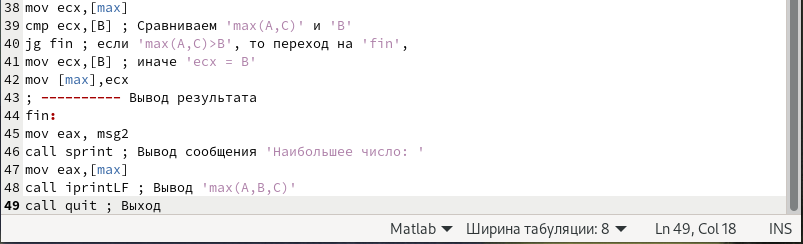 38 mov ecx,[max]
39 cmp ecx,[B] ; Сравниваем 'max(A,C)' и 'B'
40 jg fin ; если 'max(A,C)>B', то переход на 'fin',
41 mov ecx,[B] ; иначе 'ecx = B'
42 mov [max],ecx
43 ; ---------- Вывод результата
44 fin:
45 mov eax, msg2
46 call sprint ; Вывод сообщения 'Наибольшее число: '
47 mov eax,[max]
48 call iprintLF ; Вывод 'max(A,B,C)'
49 call quit ; Выход
Matlab Ширина табуляции: 8 Ln 49, Col 18 INS